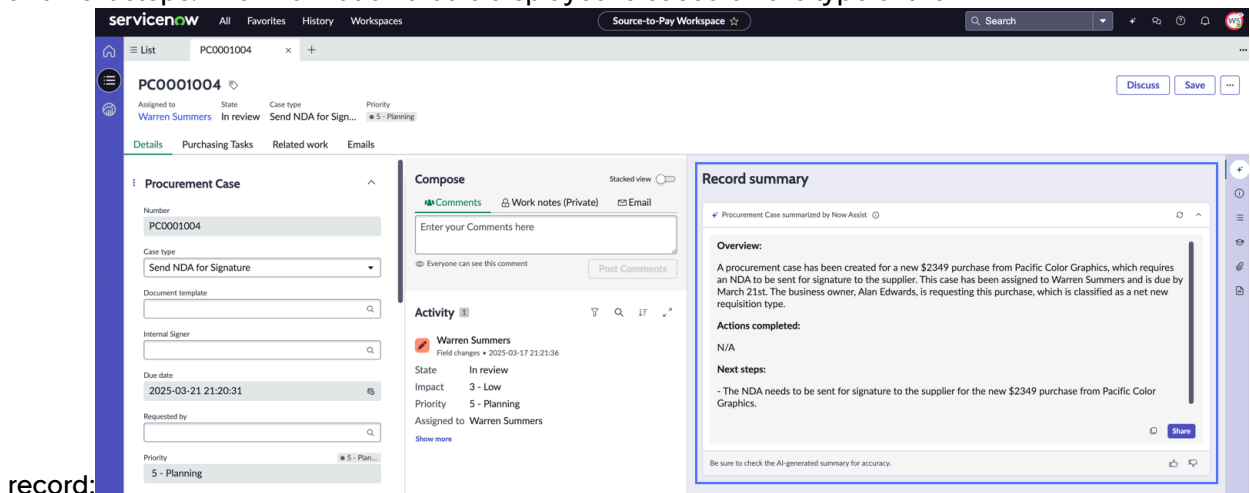 servicenow All Favorites History Workspaces Source-to-Pay Workspace Search WS
List PC0001004 × +
PC0001004 Discuss Save
Assigned to State Case type Priority
Warren Summers In review Send NDA for Sign... 5 - Planning
Details Purchasing Tasks Related work Emails
Procurement Case
Number
PC0001004
Case type
Send NDA for Signature
Document template
Internal Signer
Due date
2025-03-21 21:20:31
Requested by
Priority 5 - Plan...
5 - Planning
Compose Stacked view
Comments Work notes (Private) Email
Enter your Comments here
Everyone can see this comment Post Comments
Activity 1
Warren Summers
Field changes • 2025-03-17 21:21:36
State In review
Impact 3 - Low
Priority 5 - Planning
Assigned to Warren Summers
Show more
Record summary
Procurement Case summarized by Now Assist
Overview:
A procurement case has been created for a new $2349 purchase from Pacific Color Graphics, which requires
an NDA to be sent for signature to the supplier. This case has been assigned to Warren Summers and is due by
March 21st. The business owner, Alan Edwards, is requesting this purchase, which is classified as a net new
requisition type.
Actions completed:
N/A
Next steps:
- The NDA needs to be sent for signature to the supplier for the new $2349 purchase from Pacific Color
Graphics.
Share
Be sure to check the AI-generated summary for accuracy.
record: